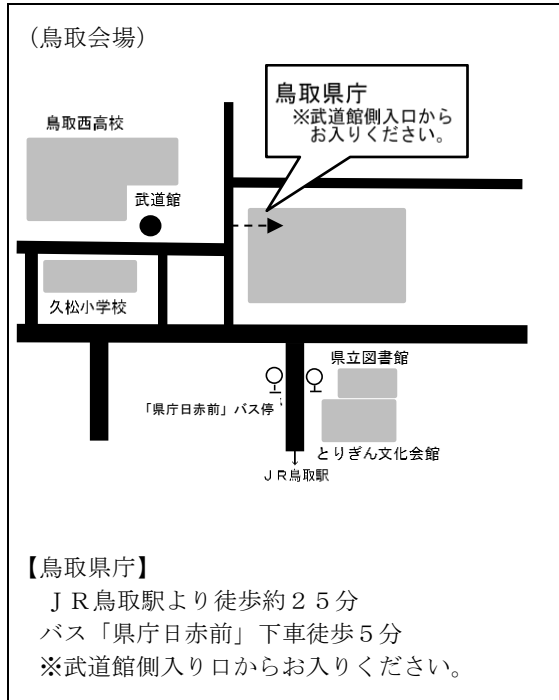 （鳥取会場）
鳥取県庁
※武道館側入口から
お入りください。
鳥取西高校
武道館
久松小学校
県立図書館
「県庁日赤前」バス停
とりぎん文化会館
ＪＲ鳥取駅
【鳥取県庁】
ＪＲ鳥取駅より徒歩約２５分
バス「県庁日赤前」下車徒歩５分
※武道館側入り口からお入りください。